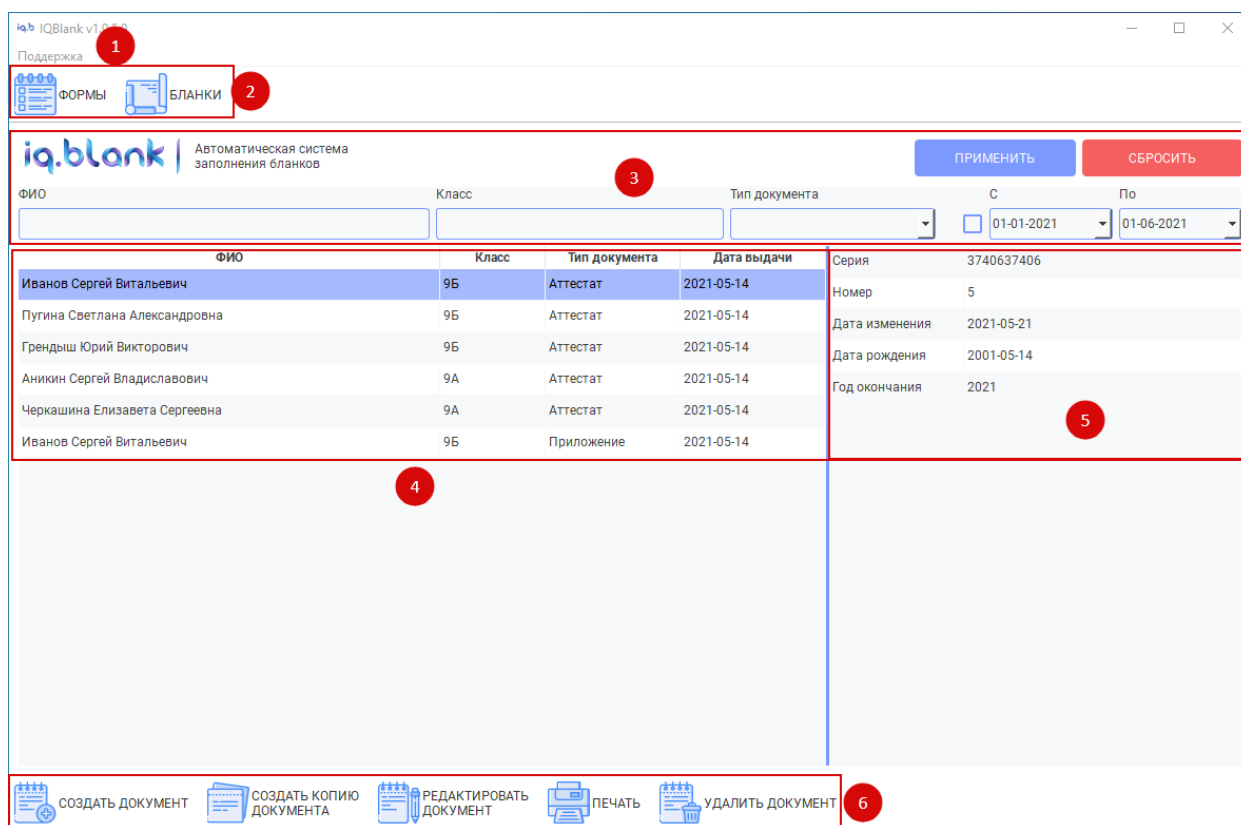 iq.b IQBlank v1.0.5.0
Поддержка
1
ФОРМЫ БЛАНКИ 2
iq.blank | Автоматическая система
заполнения бланков
ПРИМЕНИТЬ СБРОСИТЬ
3
ФИО Класс Тип документа С По
01-01-2021 01-06-2021
ФИО Класс Тип документа Дата выдачи
Иванов Сергей Витальевич 9Б Аттестат 2021-05-14
Пугина Светлана Александровна 9Б Аттестат 2021-05-14
Грендыш Юрий Викторович 9Б Аттестат 2021-05-14
Аникин Сергей Владиславович 9А Аттестат 2021-05-14
Черкашина Елизавета Сергеевна 9А Аттестат 2021-05-14
Иванов Сергей Витальевич 9Б Приложение 2021-05-14
4
Серия 3740637406
Номер 5
Дата изменения 2021-05-21
Дата рождения 2001-05-14
Год окончания 2021
5
СОЗДАТЬ ДОКУМЕНТ
СОЗДАТЬ КОПИЮ
ДОКУМЕНТА
РЕДАКТИРОВАТЬ
ДОКУМЕНТ
ПЕЧАТЬ
УДАЛИТЬ ДОКУМЕНТ
6